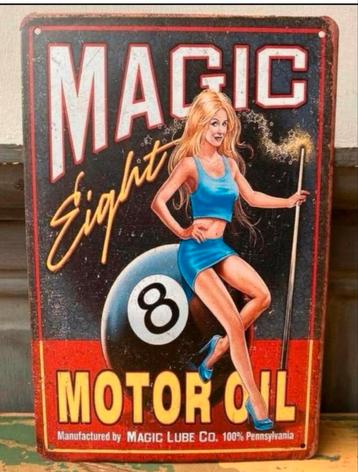 MAGIC
Eight
8
MOTOR OIL
Manufactured by MAGIC LUBE CO. 100% Pennsylvania